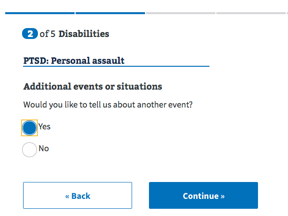 2 of 5 Disabilities
PTSD: Personal assault
Additional events or situations
Would you like to tell us about another event?
Yes
No
« Back
Continue »